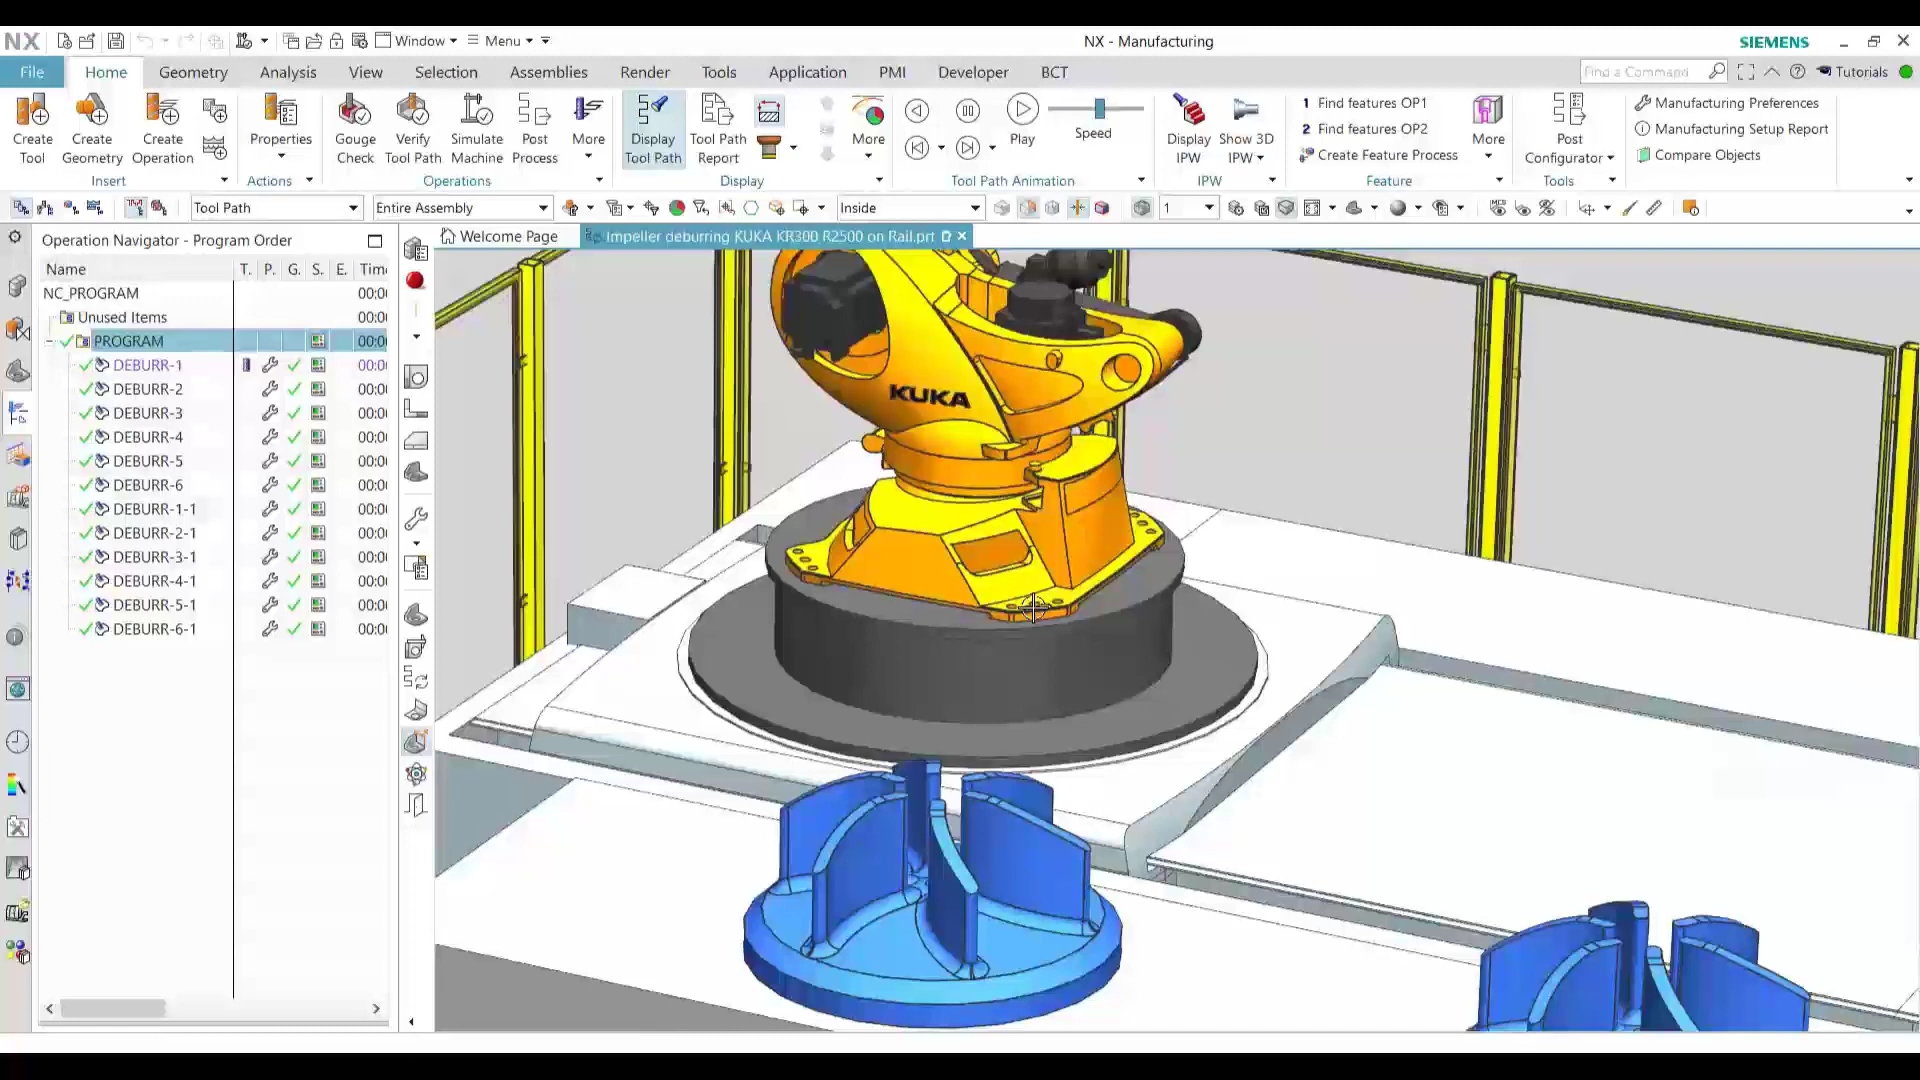 NX
Window
Menu
NX - Manufacturing
SIEMENS
File
Home
Geometry
Analysis
View
Selection
Assemblies
Render
Tools
Application
PMI
Developer
BCT
Find a Command
Tutorials
Create Tool
Create Geometry
Create Operation
Insert
Properties
Actions
Gouge Check
Verify Tool Path
Simulate Machine
Post Process
More
Operations
Display Tool Path
Tool Path Report
More
Display
Play
Speed
Tool Path Animation
Display IPW
Show 3D IPW
IPW
1 Find features OP1
2 Find features OP2
Create Feature Process
More
Feature
Post Configurator
Tools
Manufacturing Preferences
Manufacturing Setup Report
Compare Objects
Tool Path
Entire Assembly
Inside
1
Operation Navigator - Program Order
Welcome Page
Impeller deburring KUKA KR300 R2500 on Rail.prt
Name T. P. G. S. E. Time
NC_PROGRAM 00:0
Unused Items 00:0
PROGRAM 00:0
DEBURR-1 00:0
DEBURR-2 00:0
DEBURR-3 00:0
DEBURR-4 00:0
DEBURR-5 00:0
DEBURR-6 00:0
DEBURR-1-1 00:0
DEBURR-2-1 00:0
DEBURR-3-1 00:0
DEBURR-4-1 00:0
DEBURR-5-1 00:0
DEBURR-6-1 00:0
KUKA